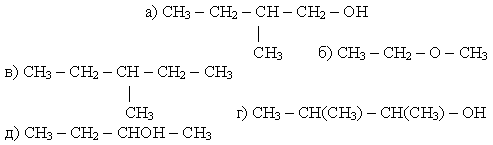 а) CH₃ – CH₂ – CH – CH₂ – OH
|
CH₃ б) CH₃ – CH₂ – O – CH₃
в) CH₃ – CH₂ – CH – CH₂ – CH₃
|
CH₃ г) CH₃ – CH(CH₃) – CH(CH₃) – OH
д) CH₃ – CH₂ – CHOH – CH₃